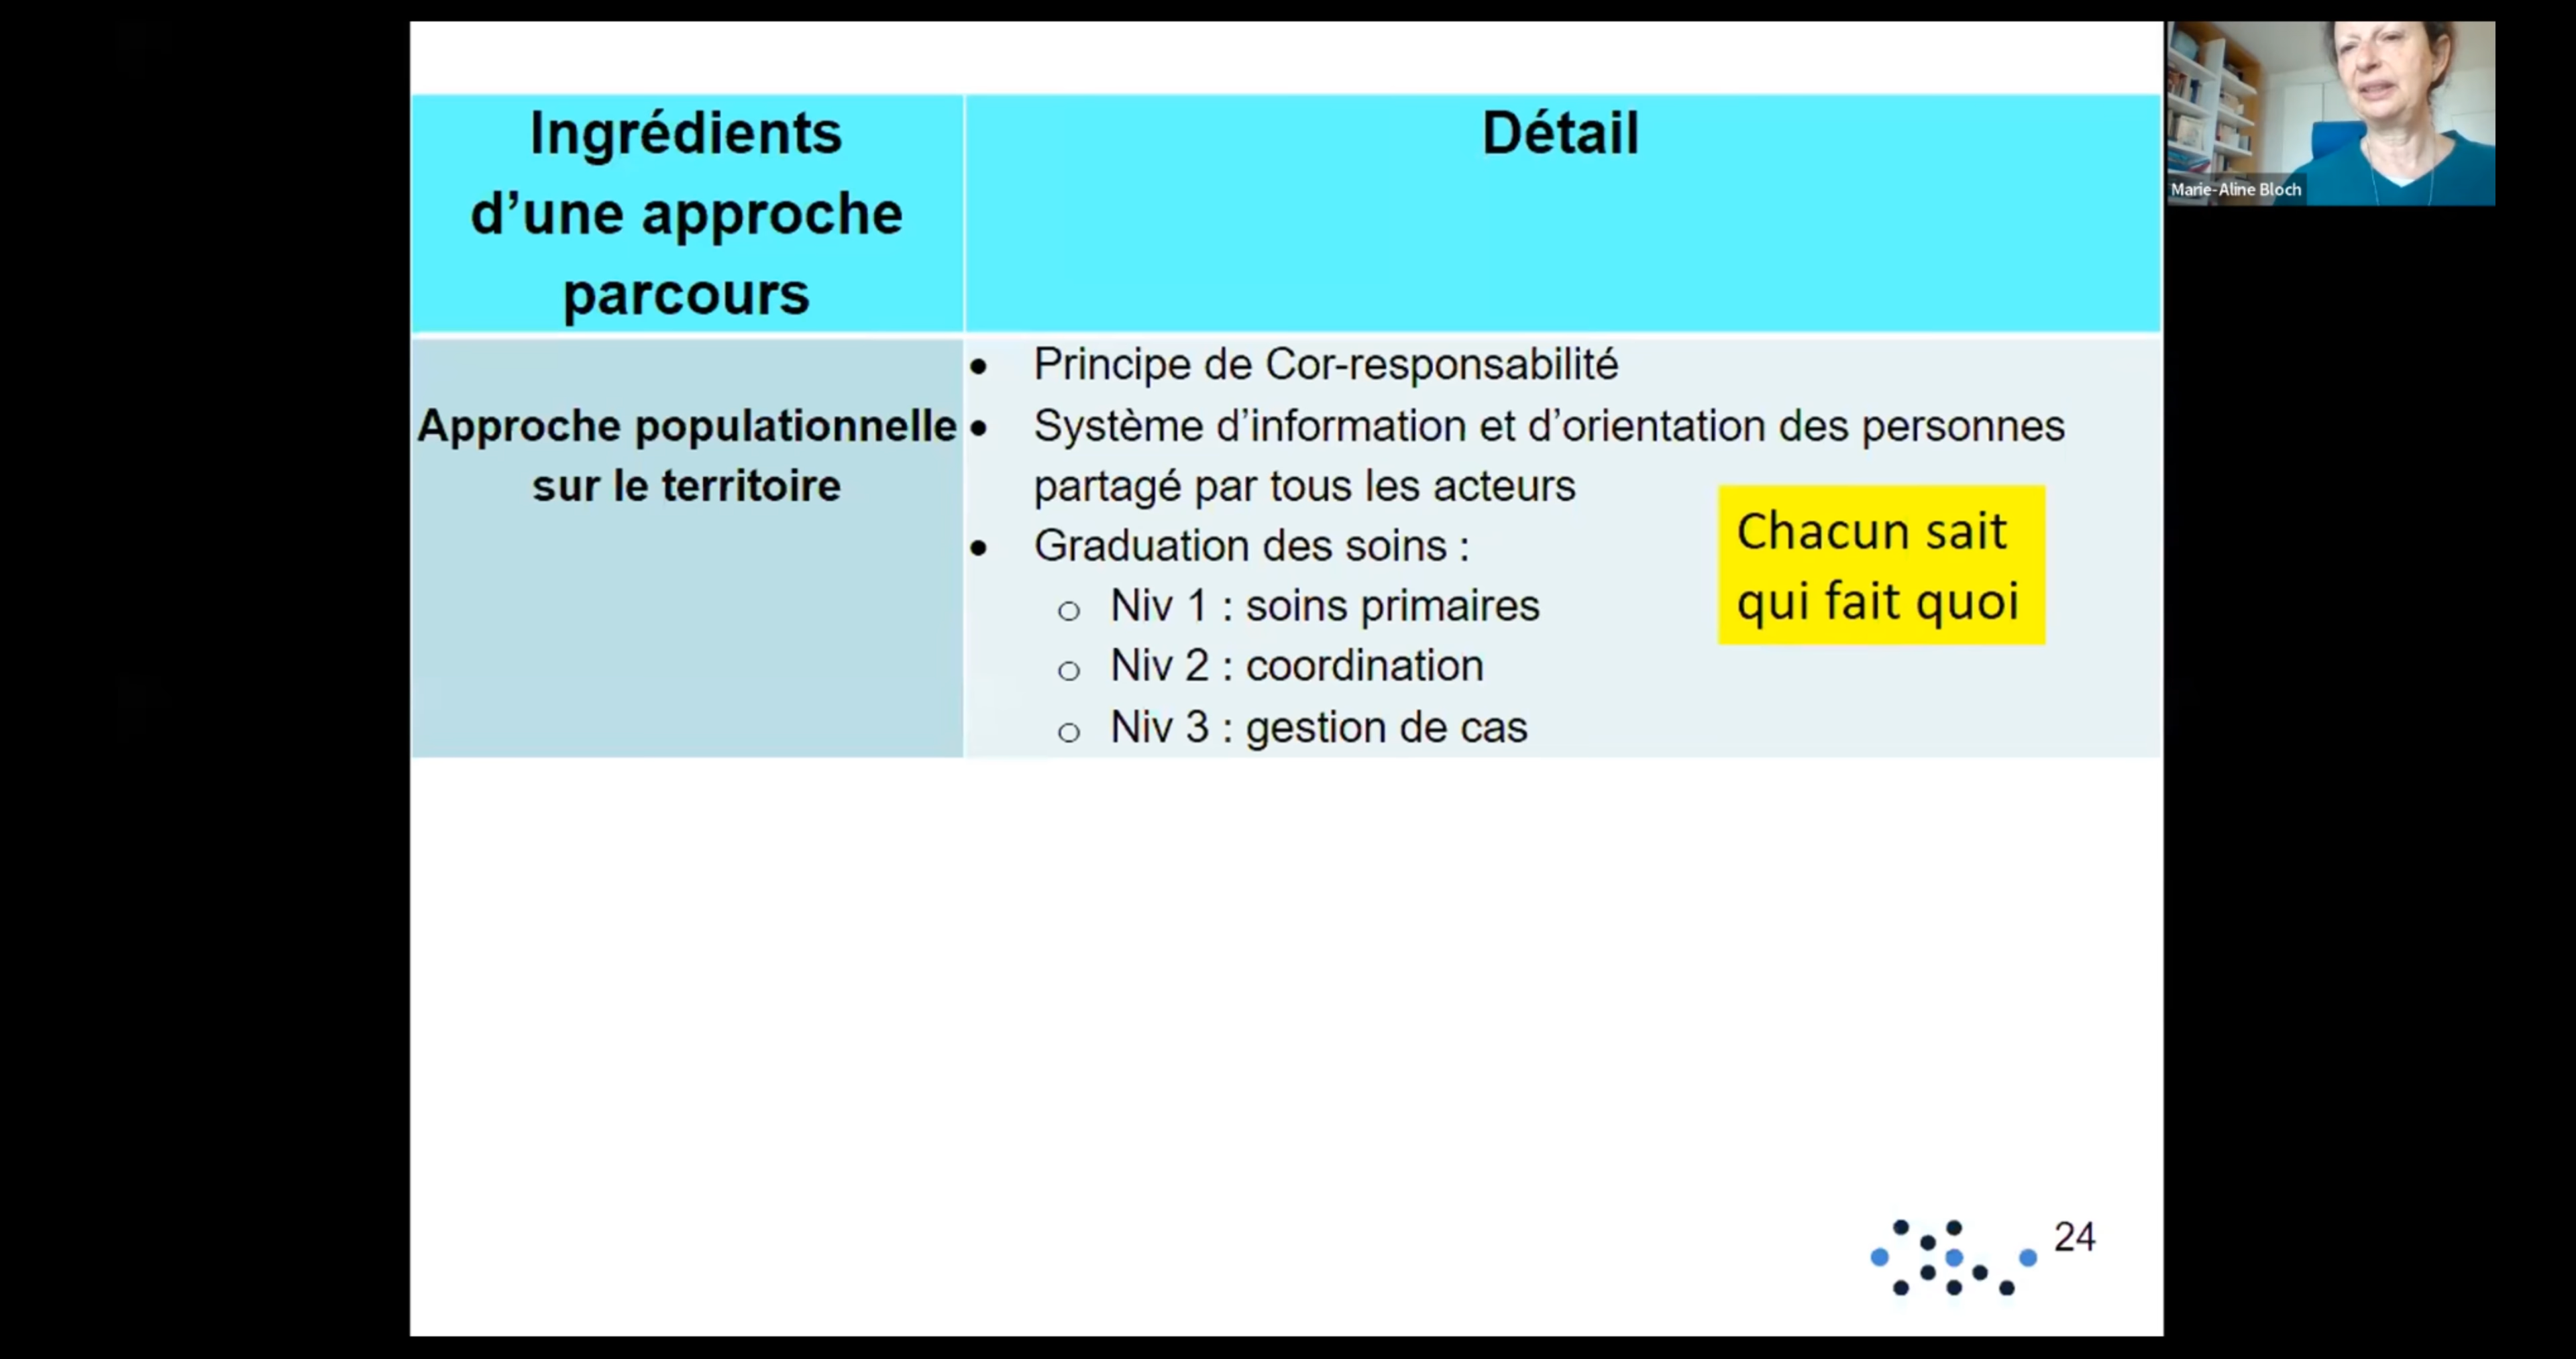 Ingrédients
d’une approche
parcours
Détail
Approche populationnelle
sur le territoire
• Principe de Cor-responsabilité
• Système d’information et d’orientation des personnes
partagé par tous les acteurs
• Graduation des soins :
o Niv 1 : soins primaires
o Niv 2 : coordination
o Niv 3 : gestion de cas
Chacun sait
qui fait quoi
24
Marie-Aline Bloch